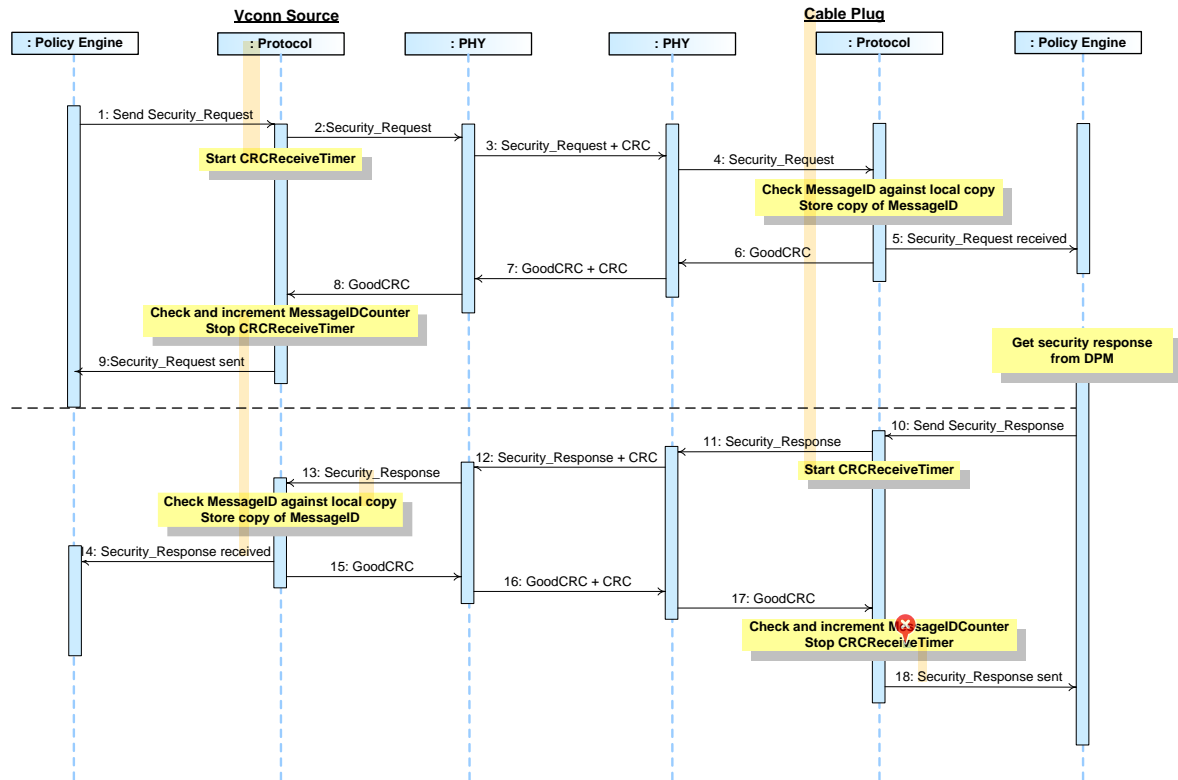 Vconn Source
Cable Plug
: Policy Engine
: Protocol
: PHY
: PHY
: Protocol
: Policy Engine
1: Send Security_Request
2:Security_Request
Start CRCReceiveTimer
3: Security_Request + CRC
4: Security_Request
Check MessageID against local copy
Store copy of MessageID
5: Security_Request received
6: GoodCRC
7: GoodCRC + CRC
8: GoodCRC
Check and increment MessageIDCounter
Stop CRCReceiveTimer
9:Security_Request sent
Get security response
from DPM
10: Send Security_Response
11: Security_Response
Start CRCReceiveTimer
12: Security_Response + CRC
13: Security_Response
Check MessageID against local copy
Store copy of MessageID
14: Security_Response received
15: GoodCRC
16: GoodCRC + CRC
17: GoodCRC
Check and increment MessageIDCounter
Stop CRCReceiveTimer
18: Security_Response sent